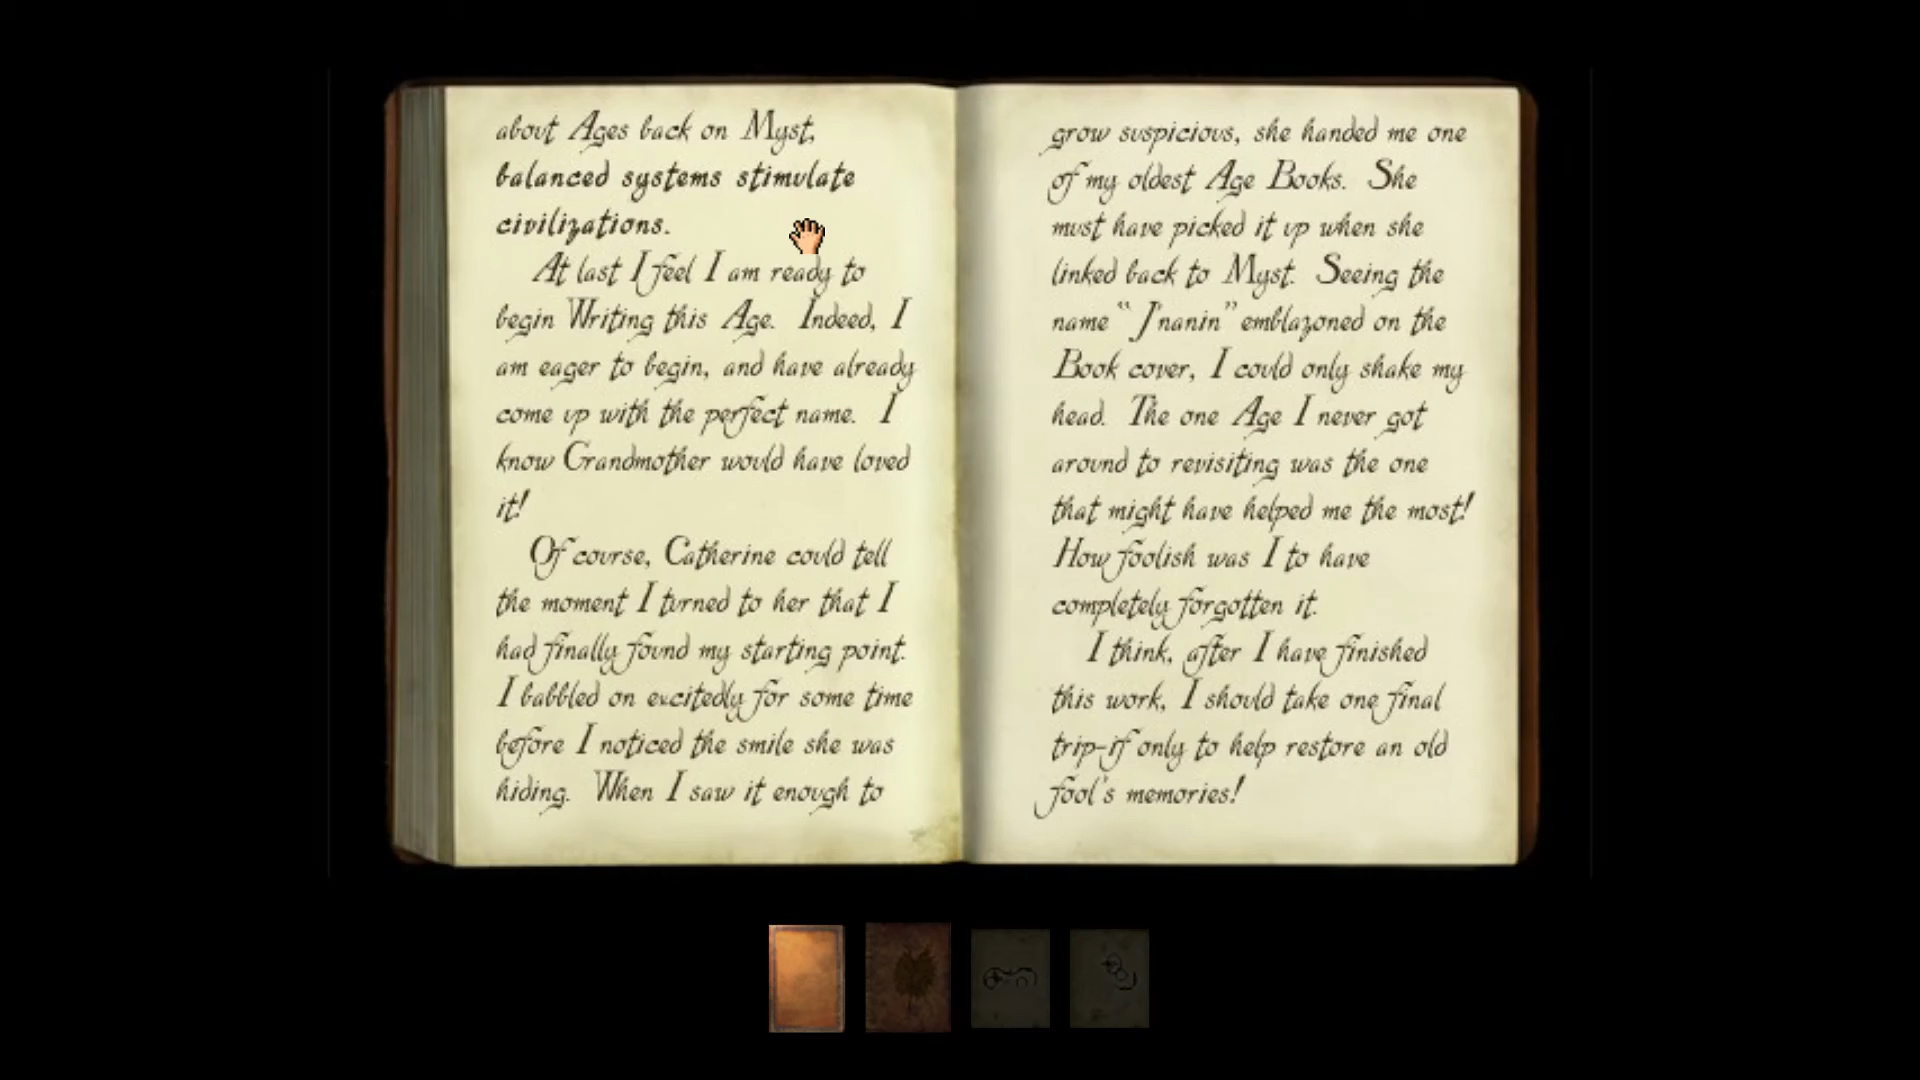 about Ages back on Myst,
balanced systems stimulate
civilizations.
At last I feel I am ready to
begin Writing this Age. Indeed, I
am eager to begin, and have already
come up with the perfect name. I
know Grandmother would have loved
it!
Of course, Catherine could tell
the moment I turned to her that I
had finally found my starting point.
I babbled on excitedly for some time
before I noticed the smile she was
hiding. When I saw it enough to
grow suspicious, she handed me one
of my oldest Age Books. She
must have picked it up when she
linked back to Myst. Seeing the
name "J'nanin" emblazoned on the
Book cover, I could only shake my
head. The one Age I never got
around to revisiting was the one
that might have helped me the most!
How foolish was I to have
completely forgotten it.
I think, after I have finished
this work, I should take one final
trip-if only to help restore an old
fool's memories!